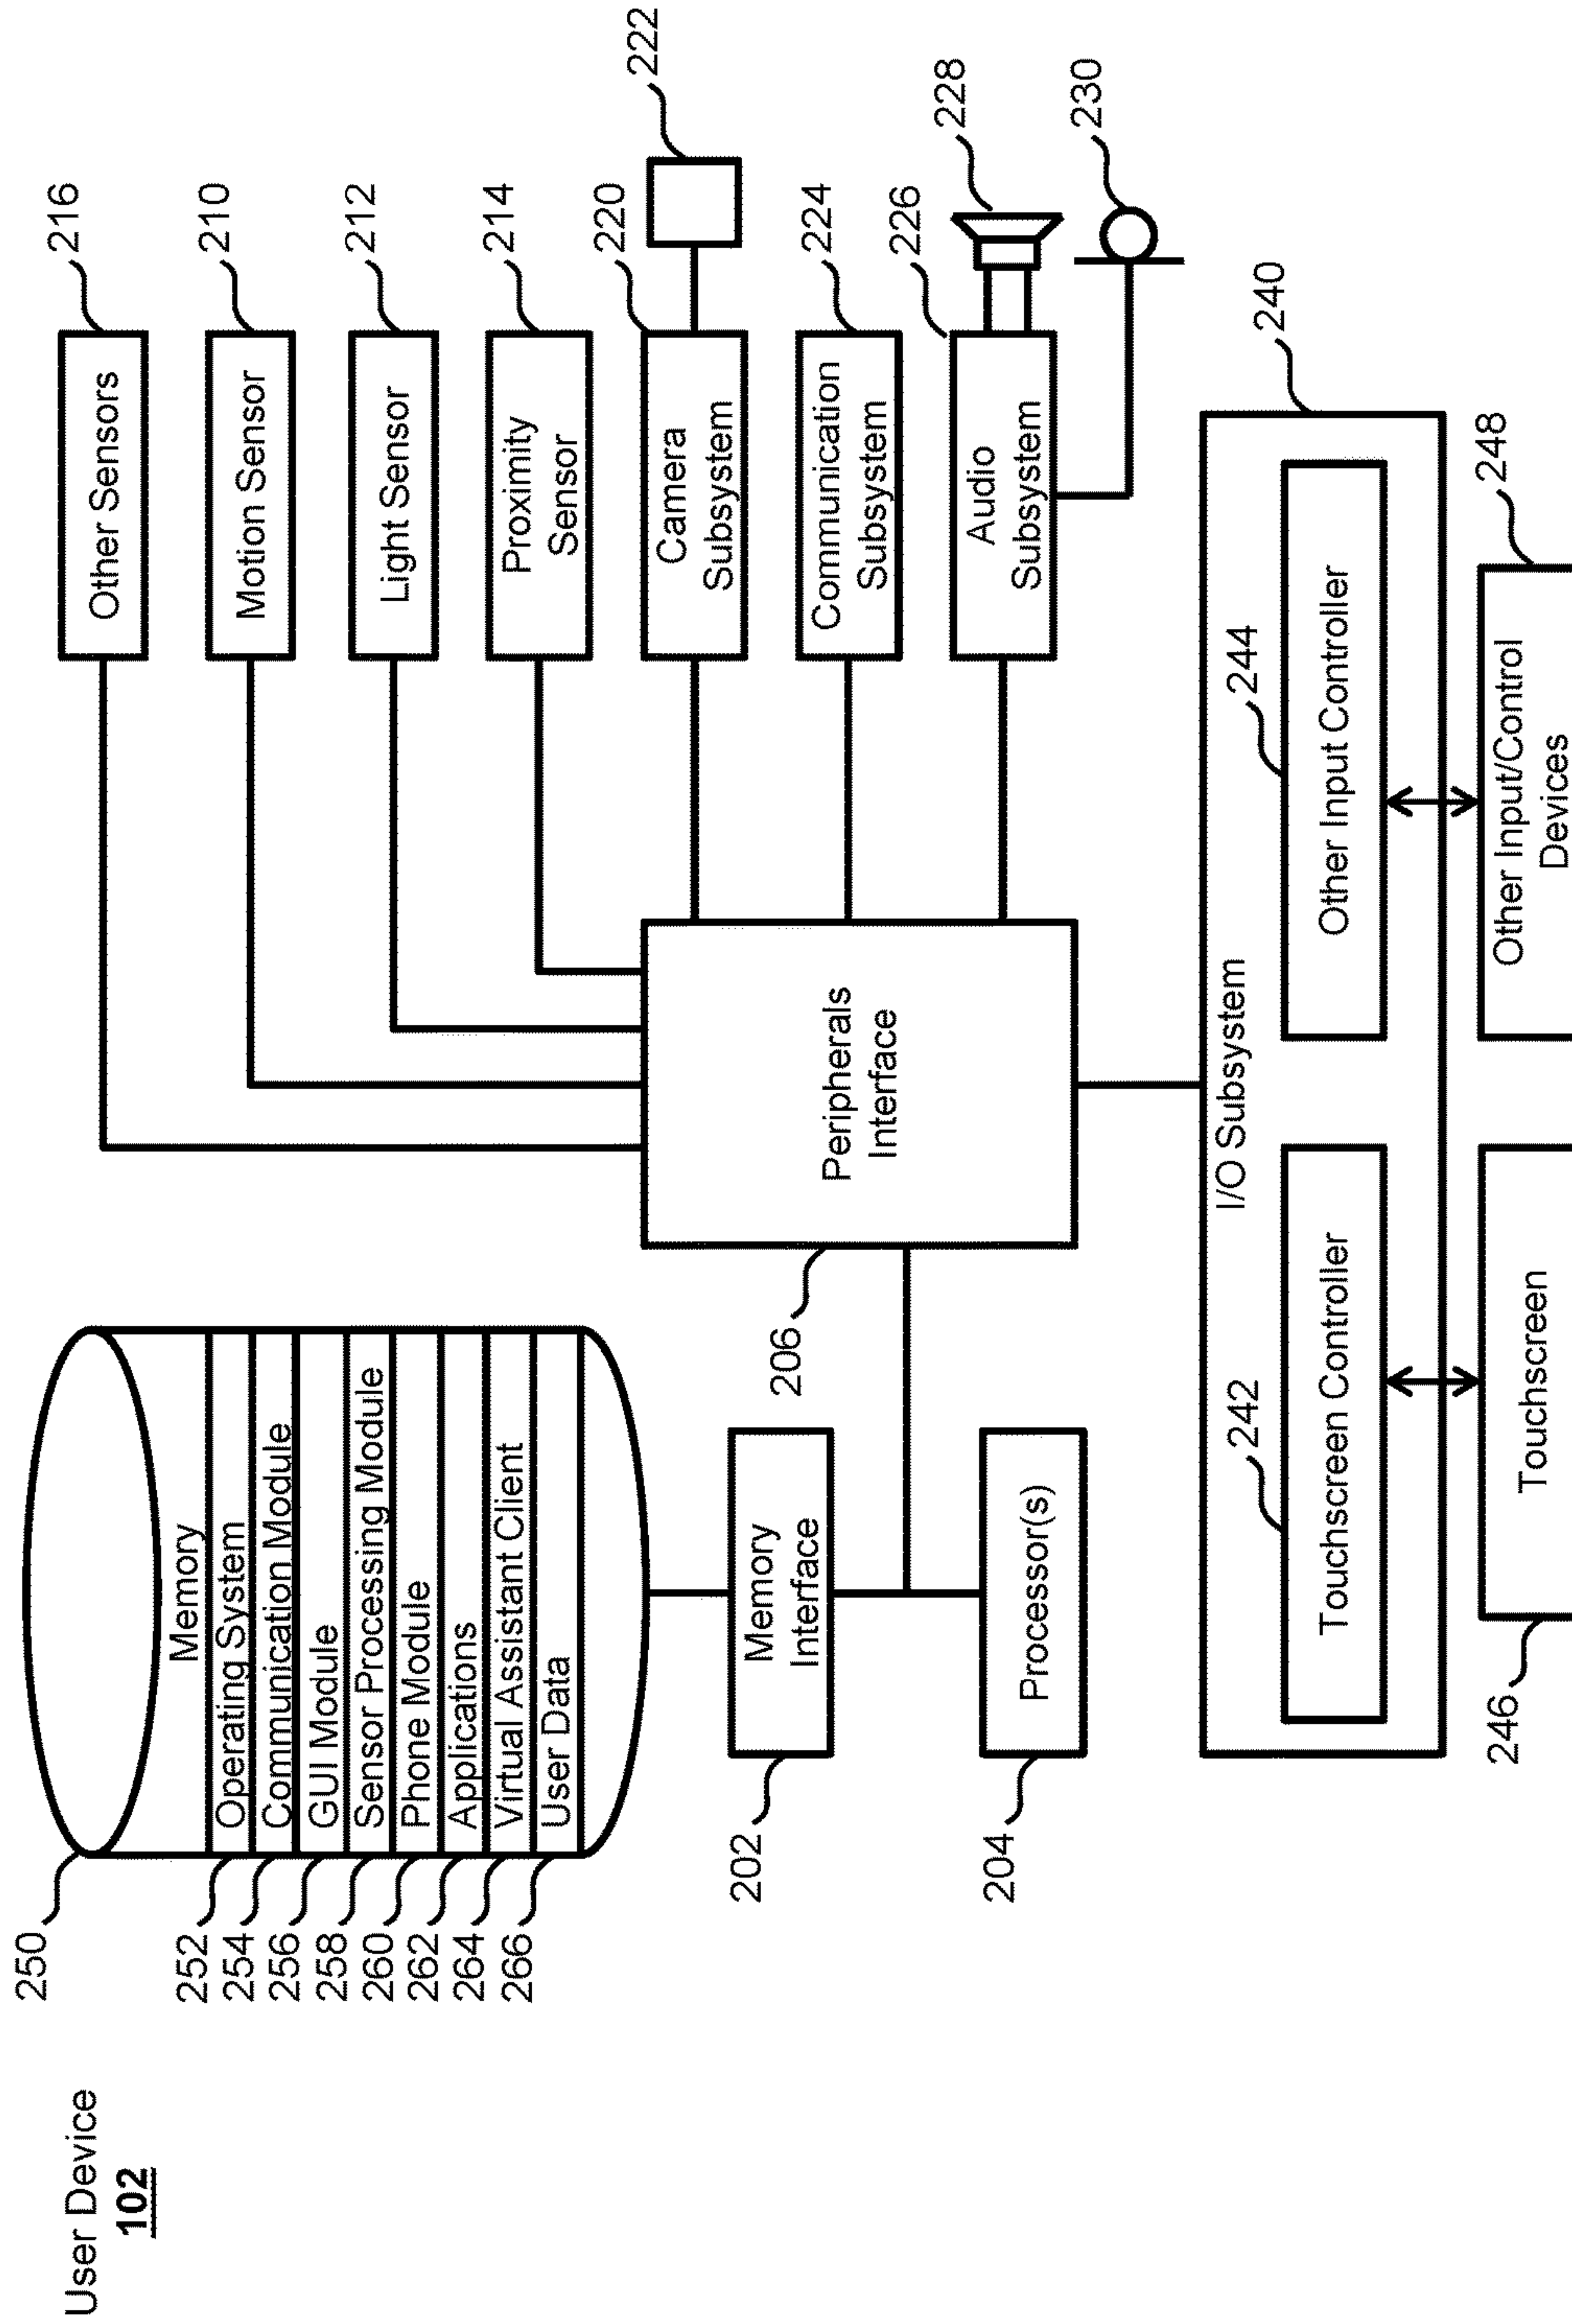 User Device
102
250
Memory
252
Operating System
254
Communication Module
256
GUI Module
258
Sensor Processing Module
260
Phone Module
262
Applications
264
Virtual Assistant Client
266
User Data
202
Memory
Interface
204
Processor(s)
206
Peripherals
Interface
216
Other Sensors
210
Motion Sensor
212
Light Sensor
214
Proximity
Sensor
220
Camera
Subsystem
222
224
Communication
Subsystem
226
Audio
Subsystem
228
230
240
I/O Subsystem
242
Touchscreen Controller
244
Other Input Controller
246
Touchscreen
248
Other Input/Control
Devices